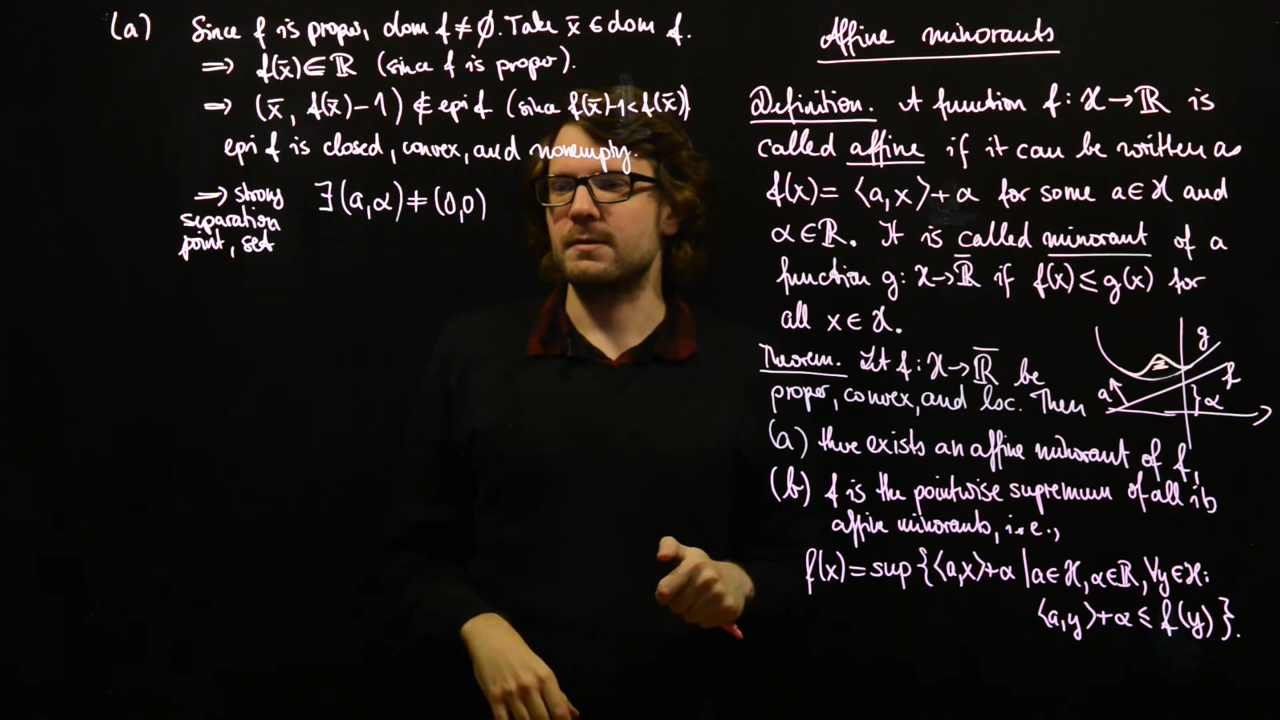 (a) Since f is proper, dom f ≠ ∅. Take x̄ ∈ dom f.
⇒ f(x̄) ∈ ℝ (since f is proper).
⇒ (x̄, f(x̄)-1) ∉ epi f (since f(x̄)-1 < f(x̄))
epi f is closed, convex, and nonempty.
⇒ strong
separation
point, set
∃ (a,α) ≠ (0,0)
Affine minorants
Definition. A function f: X → ℝ is
called affine if it can be written as
f(x) = ⟨a,x⟩ + α for some a ∈ X and
α ∈ ℝ. It is called minorant of a
function g: X → ℝ̄ if f(x) ≤ g(x) for
all x ∈ X.
g
f
a
α
Theorem. Let f: X → ℝ̄ be
proper, convex, and lsc. Then
(a) there exists an affine minorant of f,
(b) f is the pointwise supremum of all its
affine minorants, i.e.,
f(x) = sup {⟨a,x⟩+α | a ∈ X, α ∈ ℝ, ∀y ∈ X:
⟨a,y⟩+α ≤ f(y)}.